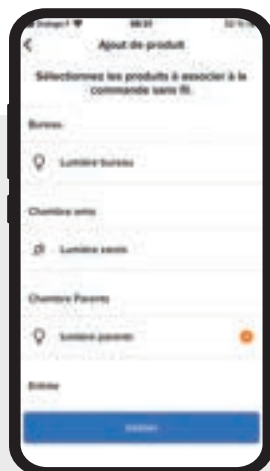 Ajout de produit
Sélectionnez les produits à associer à la
commande sans fil.
Bureau
Lumière bureau
Chambre amis
Lumière
Chambre Parents
lumière parents
Entrée